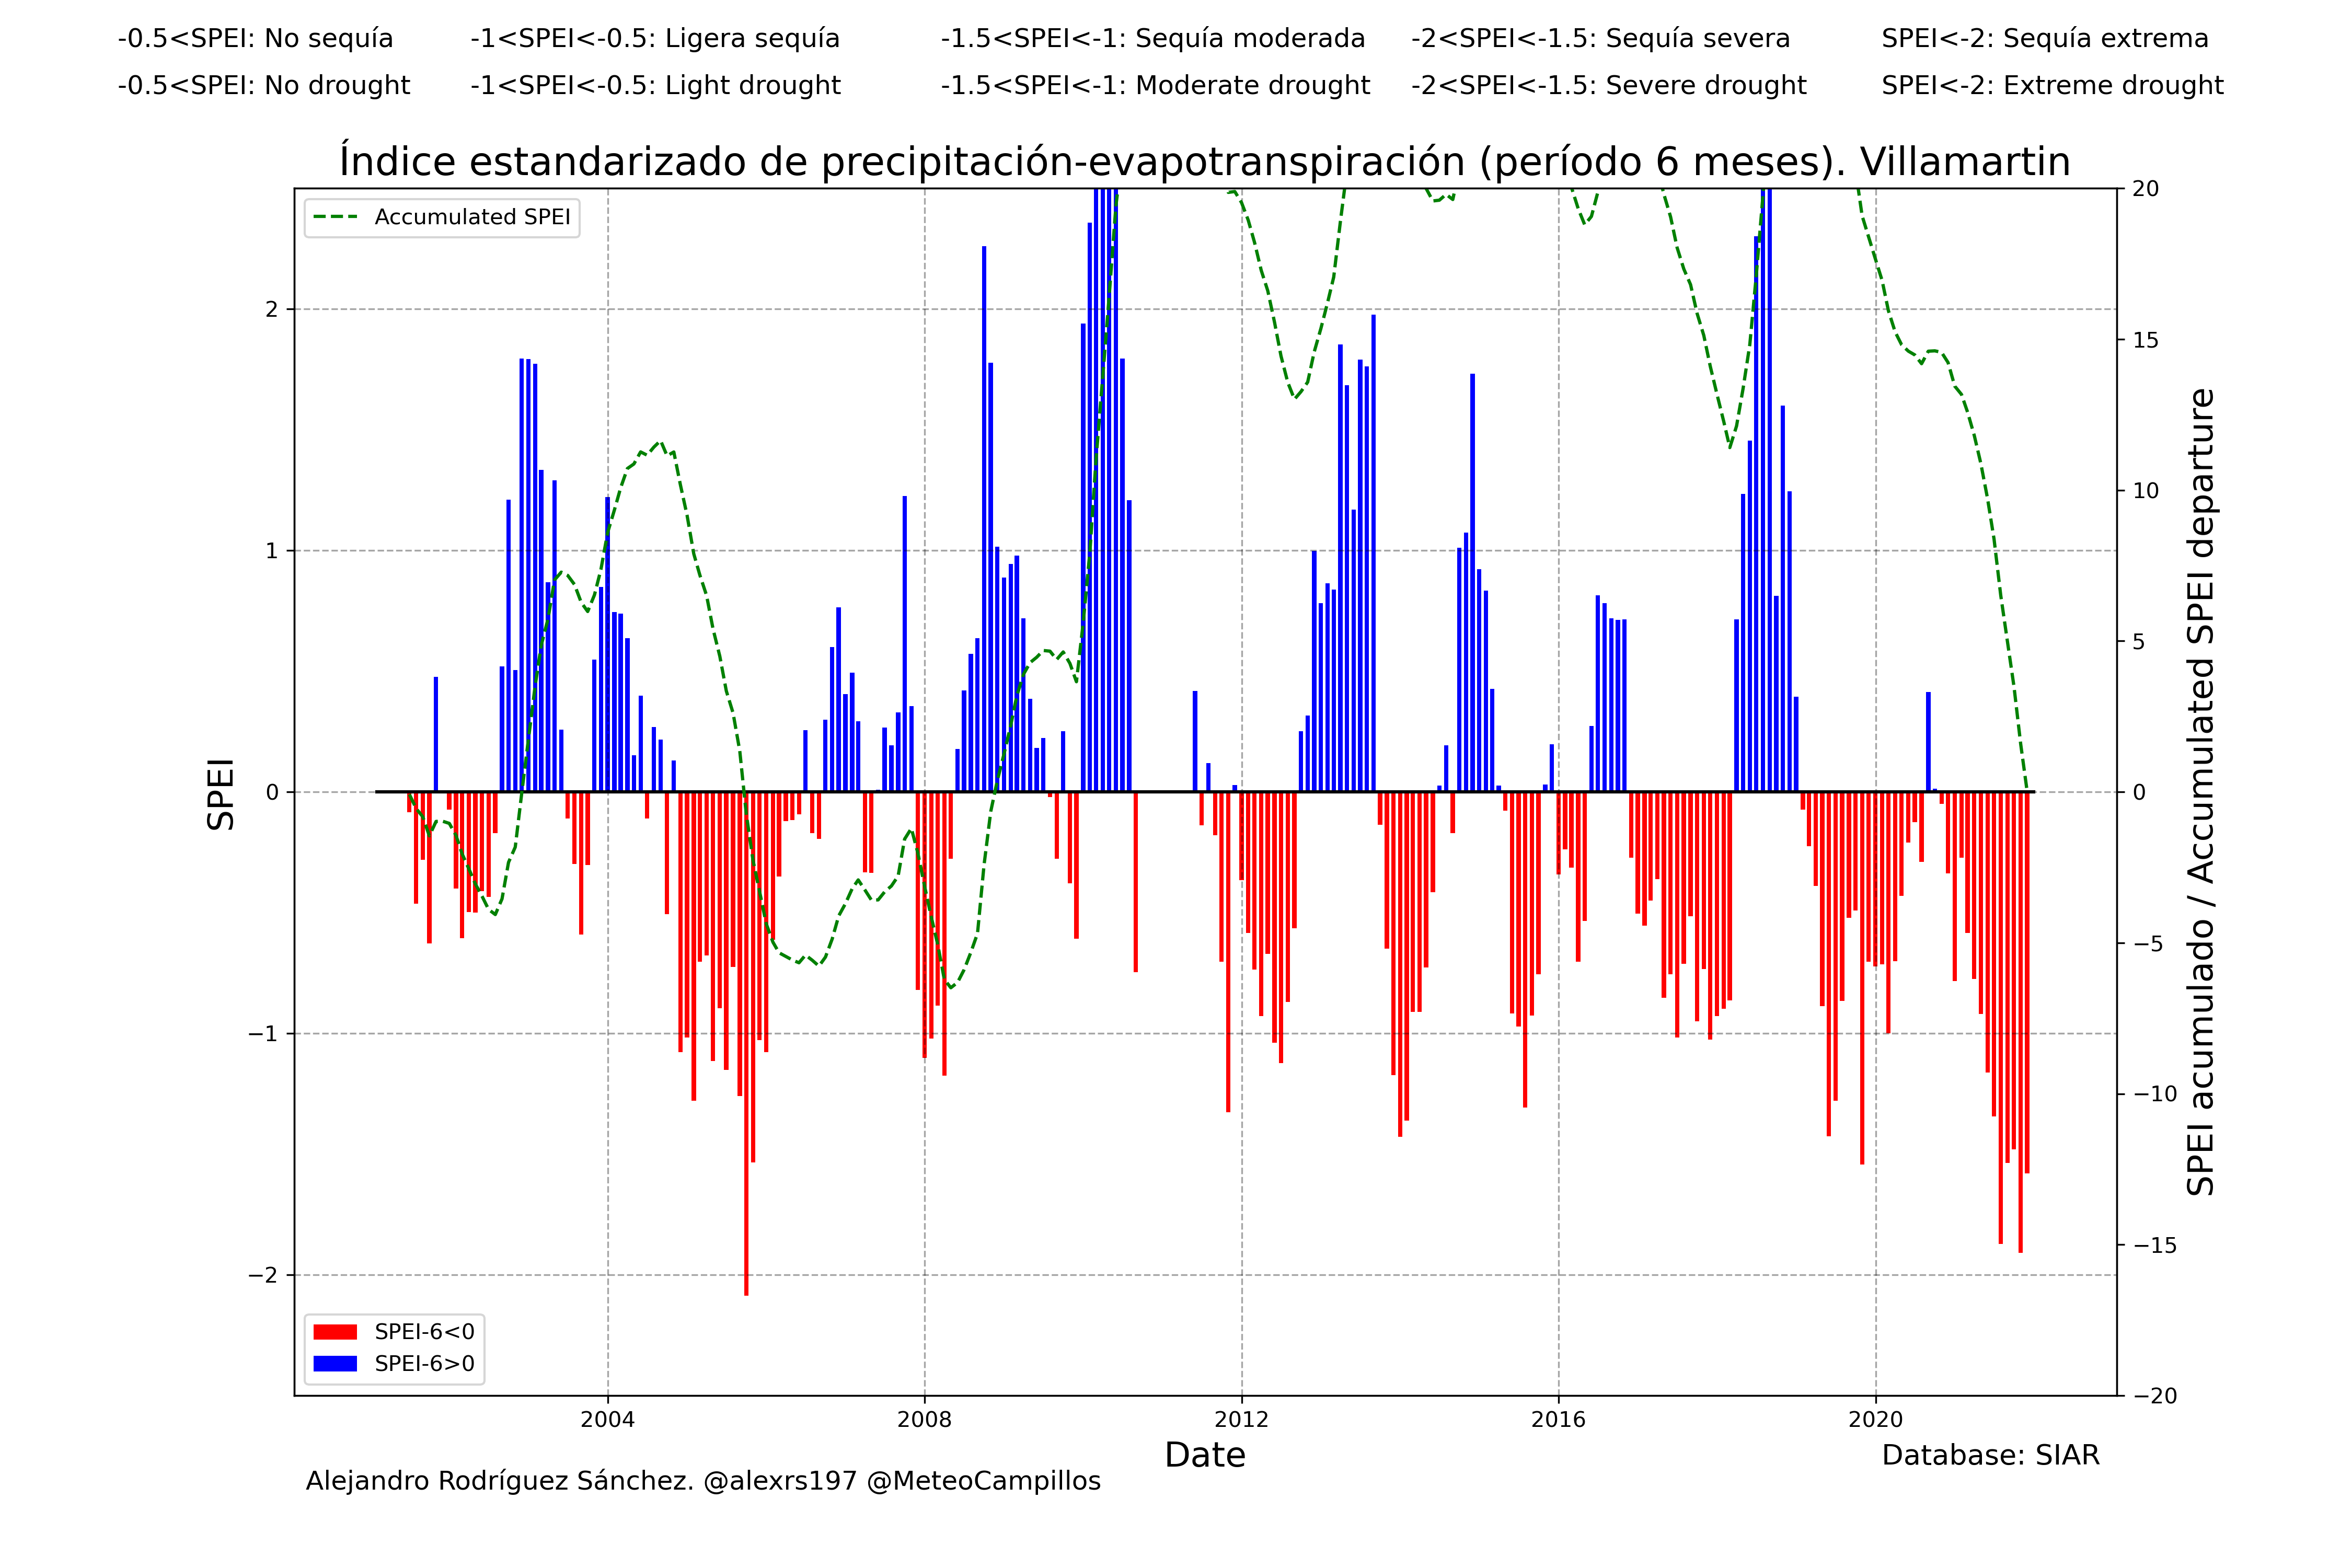 -0.5<SPEI: No sequía -1<SPEI<-0.5: Ligera sequía -1.5<SPEI<-1: Sequía moderada -2<SPEI<-1.5: Sequía severa SPEI<-2: Sequía extrema
-0.5<SPEI: No drought -1<SPEI<-0.5: Light drought -1.5<SPEI<-1: Moderate drought -2<SPEI<-1.5: Severe drought SPEI<-2: Extreme drought
Índice estandarizado de precipitación-evapotranspiración (período 6 meses). Villamartin
Accumulated SPEI
2
1
0
−1
−2
SPEI
20
15
10
5
0
−5
−10
−15
−20
SPEI acumulado / Accumulated SPEI departure
SPEI-6<0
SPEI-6>0
2004 2008 2012 2016 2020
Date
Database: SIAR
Alejandro Rodríguez Sánchez. @alexrs197 @MeteoCampillos